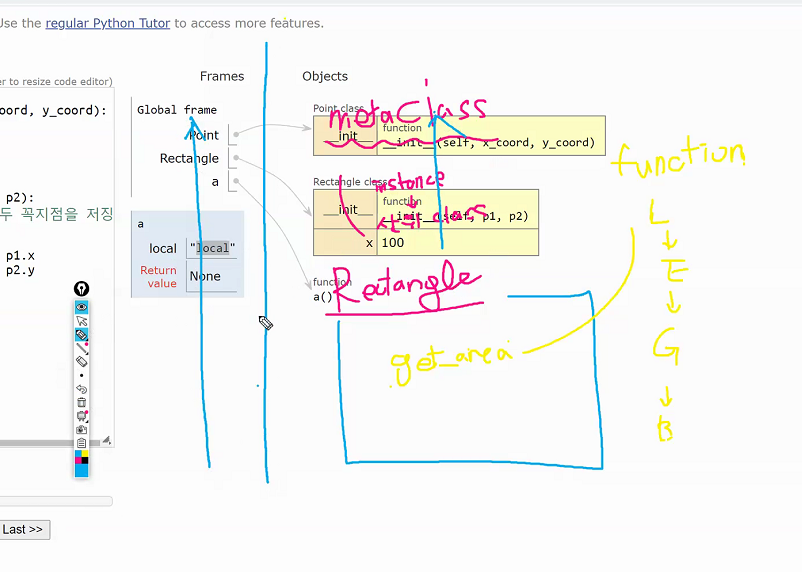 Use the regular Python Tutor to access more features.
er to resize code editor)
Frames
Objects
oord, y_coord):
p2):
두 꼭지점을 저징
p1.x
p2.y
Last >>
Global frame
Point
Rectangle
a
a
local "local"
Return value None
Point class
__init__ function
__init__(self, x_coord, y_coord)
Rectangle class
__init__ function
__init__(self, p1, p2)
x 100
function
a()
metaClass
instance
class
Rectangle
get_area
function
L
E
G
B